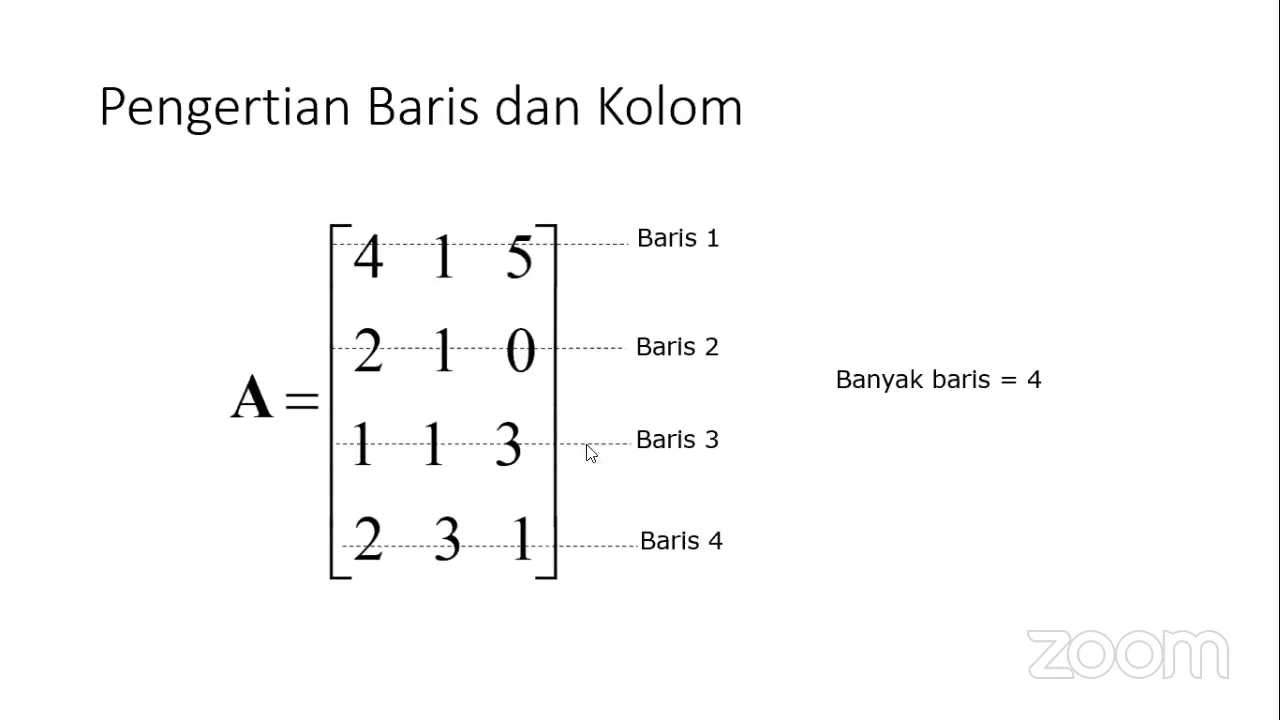 Pengertian Baris dan Kolom
4 1 5 Baris 1
2 1 0 Baris 2
Banyak baris = 4
A =
1 1 3 Baris 3
2 3 1 Baris 4
zoom